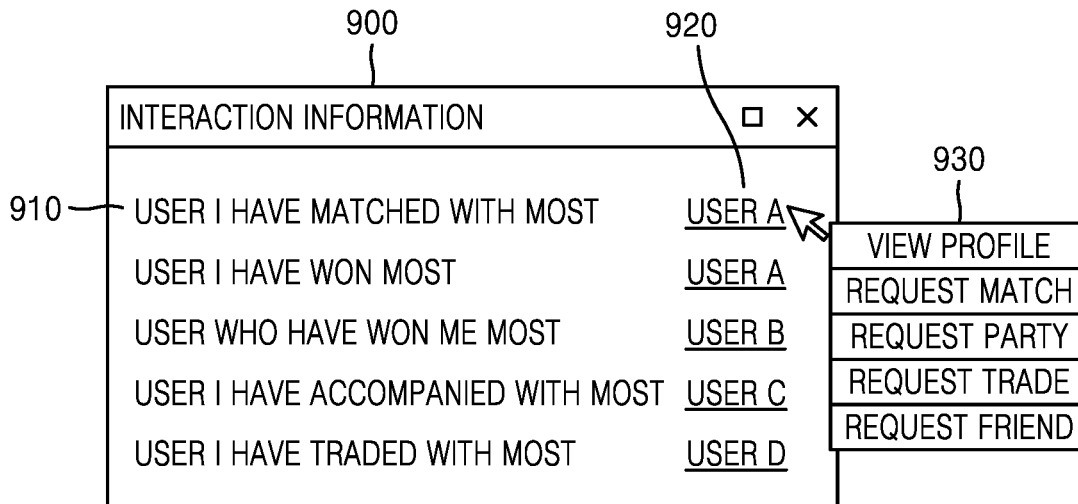 900
920
INTERACTION INFORMATION
930
910
USER I HAVE MATCHED WITH MOST USER A
USER I HAVE WON MOST USER A
USER WHO HAVE WON ME MOST USER B
USER I HAVE ACCOMPANIED WITH MOST USER C
USER I HAVE TRADED WITH MOST USER D
VIEW PROFILE
REQUEST MATCH
REQUEST PARTY
REQUEST TRADE
REQUEST FRIEND